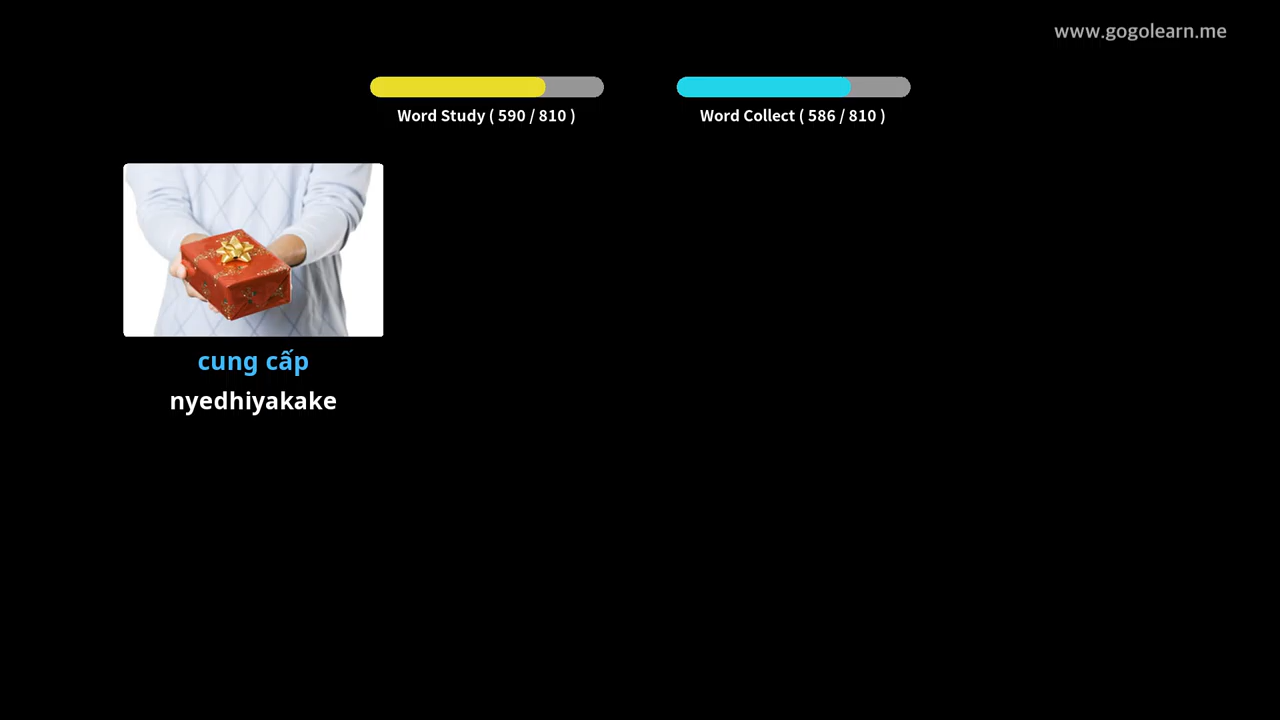 www.gogolearn.me
Word Study ( 590 / 810 )
Word Collect ( 586 / 810 )
cung cấp
nyedhiyakake